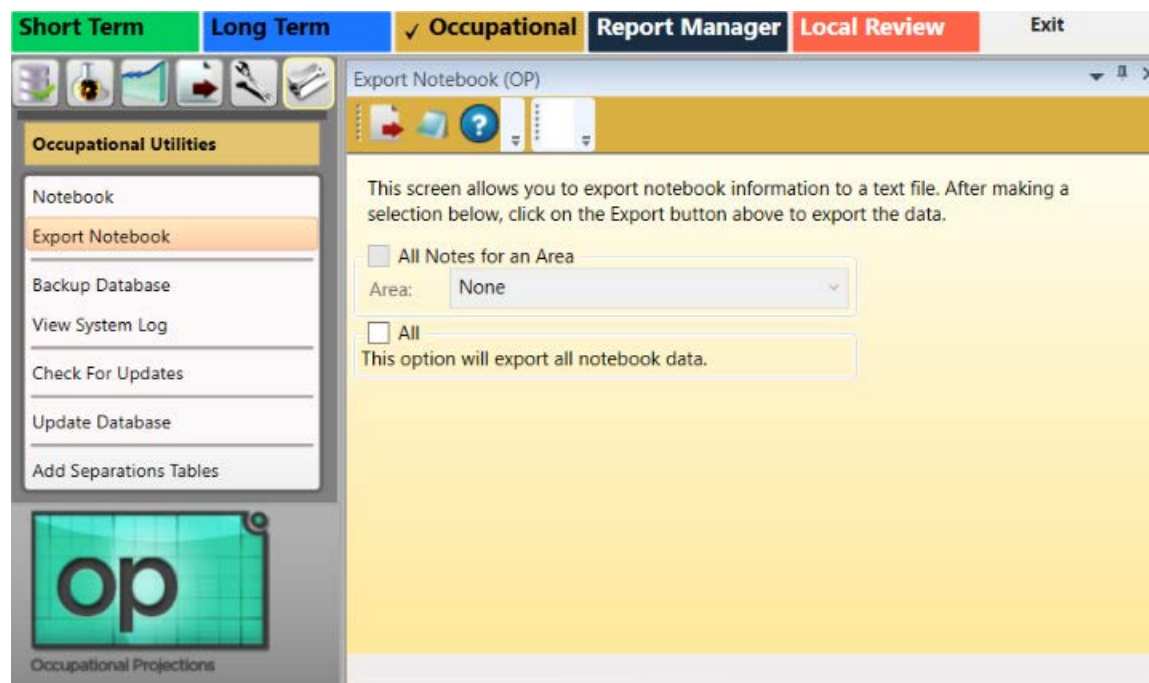 Short Term Long Term ✓ Occupational Report Manager Local Review Exit
Export Notebook (OP)
Occupational Utilities
Notebook
Export Notebook
Backup Database
View System Log
Check For Updates
Update Database
Add Separations Tables
op
Occupational Projections
This screen allows you to export notebook information to a text file. After making a
selection below, click on the Export button above to export the data.
All Notes for an Area
Area: None
All
This option will export all notebook data.